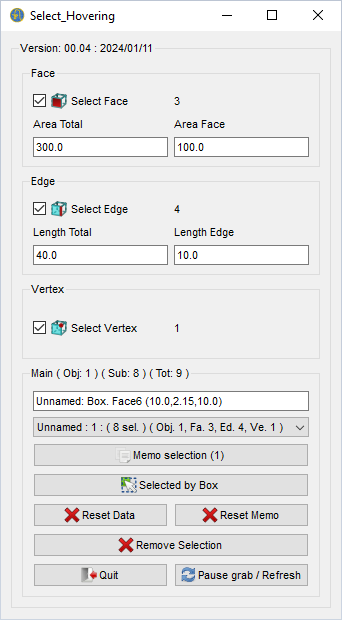 Select_Hovering
Version: 00.04 : 2024/01/11
Face
Select Face 3
Area Total Area Face
300.0 100.0
Edge
Select Edge 4
Length Total Length Edge
40.0 10.0
Vertex
Select Vertex 1
Main ( Obj: 1 ) ( Sub: 8 ) ( Tot: 9 )
Unnamed: Box. Face6 (10.0,2.15,10.0)
Unnamed : 1 : ( 8 sel. ) ( Obj. 1, Fa. 3, Ed. 4, Ve. 1 )
Memo selection (1)
Selected by Box
Reset Data Reset Memo
Remove Selection
Quit Pause grab / Refresh